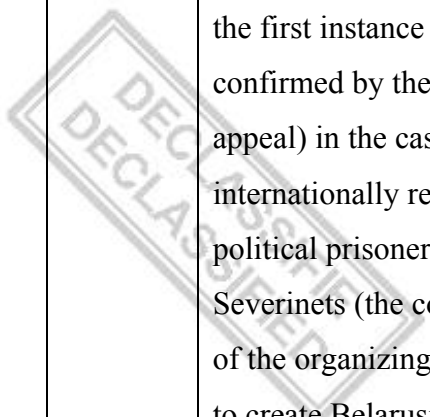 the first instance
confirmed by the
appeal) in the cas
internationally re
political prisoner
Severinets (the co
of the organizing
to create Belarus
DECLASSIFIE
DECLASSIFIED